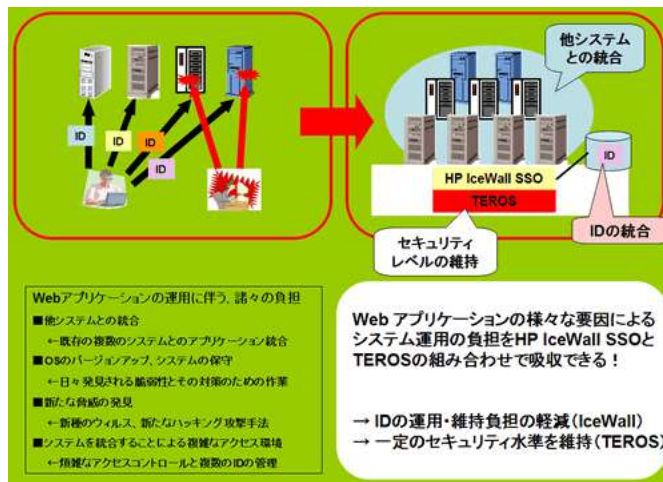 ID
ID
ID
ID
他システム
との統合
ID
HP IceWall SSO
TEROS
IDの統合
セキュリティ
レベルの維持
Webアプリケーションの運用に伴う、諸々の負担
■他システムとの統合
←既存の複数のシステムとのアプリケーション統合
■OSのバージョンアップ、システムの保守
←日々発見される脆弱性とその対策のための作業
■新たな脅威の発見
←新種のウィルス、新たなハッキング攻撃手法
■システムを統合することによる複雑なアクセス環境
←煩雑なアクセスコントロールと複数のIDの管理
Web アプリケーションの様々な要因による
システム運用の負担をHP IceWall SSOと
TEROSの組み合わせで吸収できる！
→ IDの運用・維持負担の軽減(IceWall)
→ 一定のセキュリティ水準を維持(TEROS)